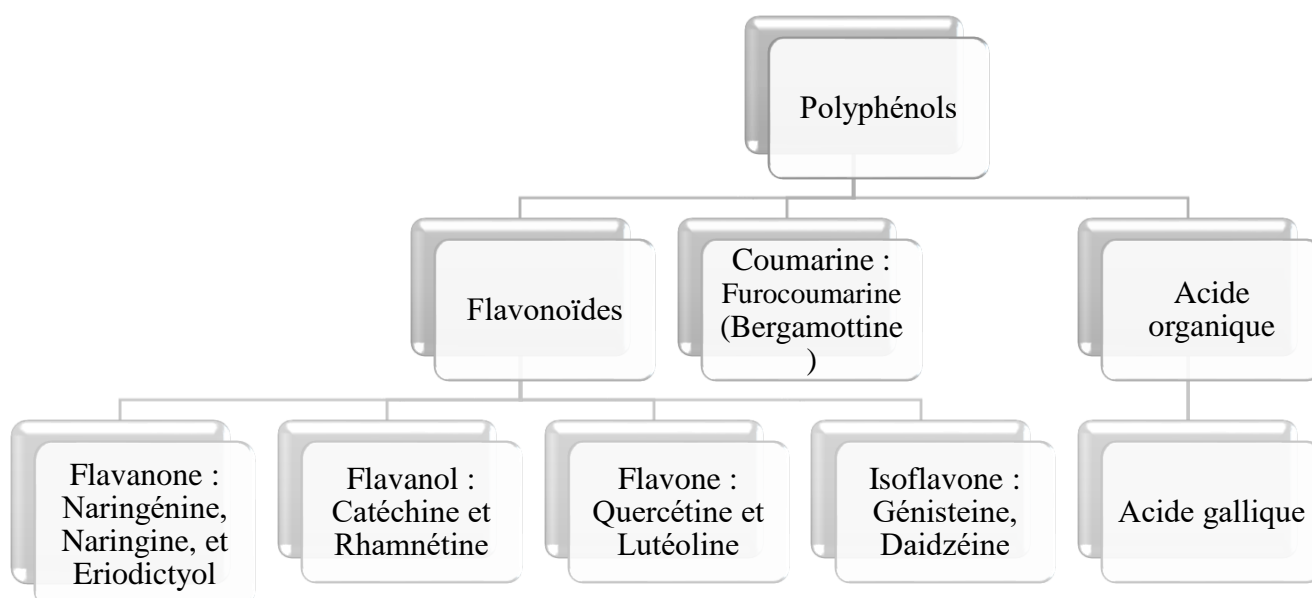 Polyphénols
Flavonoïdes
Coumarine :
Furocoumarine
(Bergamottine
)
Acide
organique
Flavanone :
Naringénine,
Naringine, et
Eriodictyol
Flavanol :
Catéchine et
Rhamnétine
Flavone :
Quercétine et
Lutéoline
Isoflavone :
Génisteine,
Daidzéine
Acide gallique